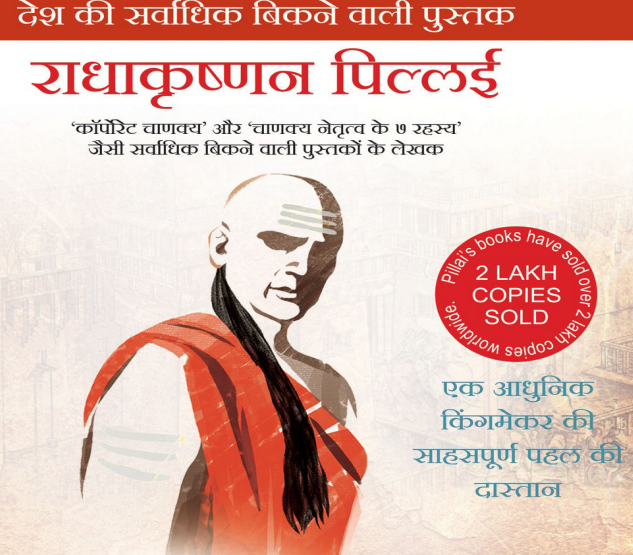 देश की सर्वाधिक बिकने वाली पुस्तक
राधाकृष्णन पिल्लई
‘कॉर्पोरेट चाणक्य’ और ‘चाणक्य नेतृत्व के ७ रहस्य’
जैसी सर्वाधिक बिकने वाली पुस्तकों के लेखक
Pillai's books have sold over 2 lakh copies worldwide.
2 LAKH
COPIES
SOLD
एक आधुनिक
किंगमेकर की
साहसपूर्ण पहल की
दास्तान